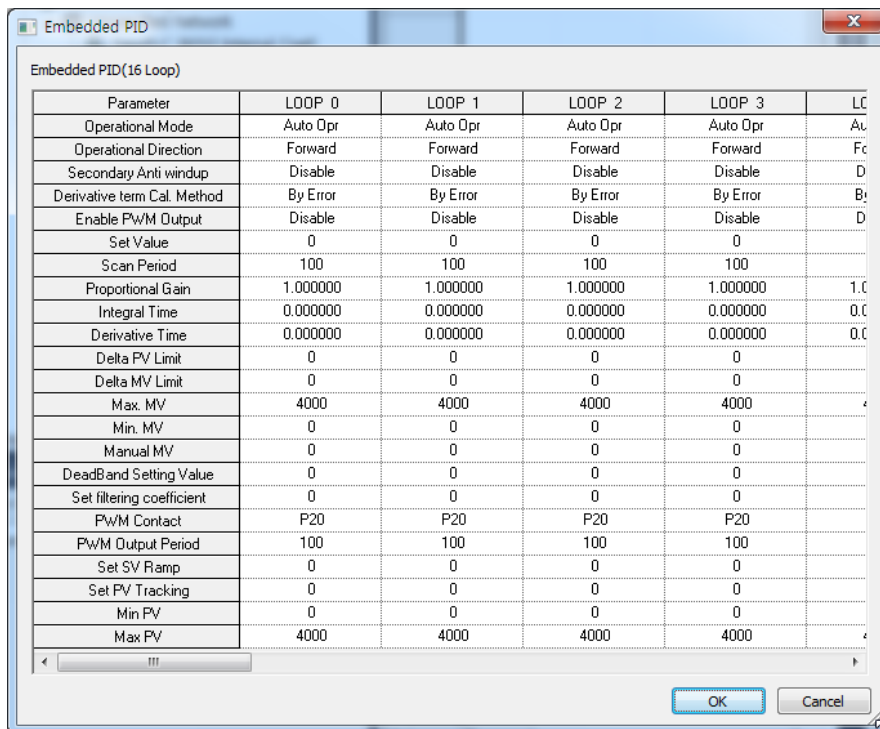 Embedded PID
Embedded PID(16 Loop)
Parameter LOOP 0 LOOP 1 LOOP 2 LOOP 3
Operational Mode Auto Opr Auto Opr Auto Opr Auto Opr
Operational Direction Forward Forward Forward Forward
Secondary Anti windup Disable Disable Disable Disable
Derivative term Cal. Method By Error By Error By Error By Error
Enable PWM Output Disable Disable Disable Disable
Set Value 0 0 0 0
Scan Period 100 100 100 100
Proportional Gain 1.000000 1.000000 1.000000 1.000000
Integral Time 0.000000 0.000000 0.000000 0.000000
Derivative Time 0.000000 0.000000 0.000000 0.000000
Delta PV Limit 0 0 0 0
Delta MV Limit 0 0 0 0
Max. MV 4000 4000 4000 4000
Min. MV 0 0 0 0
Manual MV 0 0 0 0
DeadBand Setting Value 0 0 0 0
Set filtering coefficient 0 0 0 0
PWM Contact P20 P20 P20 P20
PWM Output Period 100 100 100 100
Set SV Ramp 0 0 0 0
Set PV Tracking 0 0 0 0
Min PV 0 0 0 0
Max PV 4000 4000 4000 4000
OK Cancel